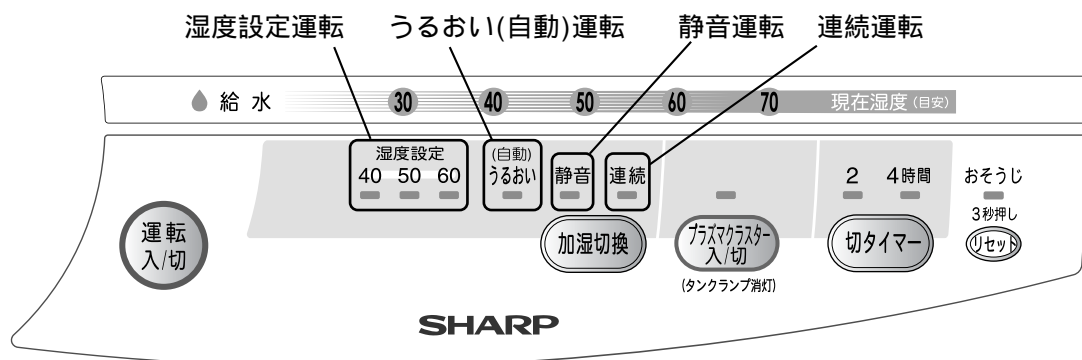 湿度設定運転 うるおい(自動)運転 静音運転 連続運転
給水 30 40 50 60 70 現在湿度(目安)
湿度設定 (自動)
40 50 60 うるおい 静音 連続 2 4時間 おそうじ
3秒押し
運転
入/切
加湿切換
プラズマクラスター
入/切
切タイマー
リセット
(タンクランプ消灯)
SHARP